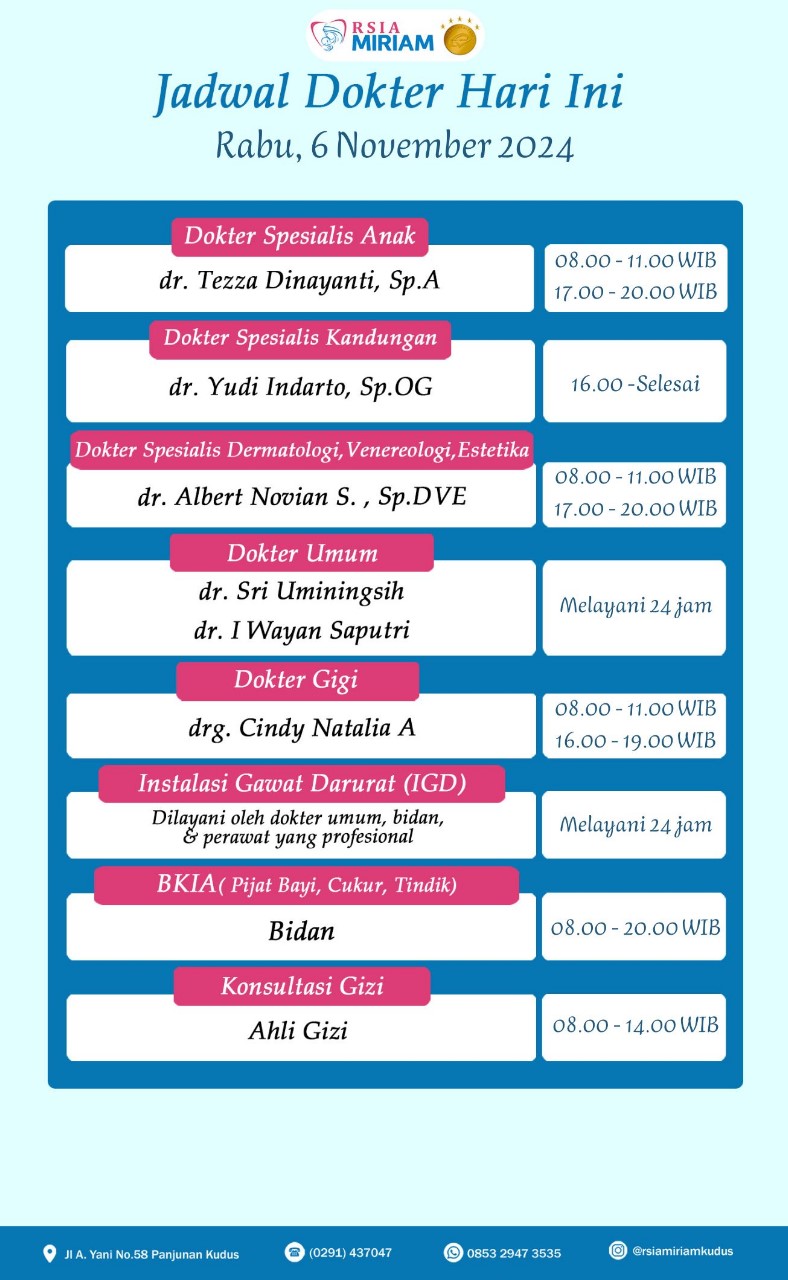 RSIA
MIRIAM
Jadwal Dokter Hari Ini
Rabu, 6 November 2024
Dokter Spesialis Anak
dr. Tezza Dinayanti, Sp.A
08.00 - 11.00 WIB
17.00 - 20.00 WIB
Dokter Spesialis Kandungan
dr. Yudi Indarto, Sp.OG
16.00 -Selesai
Dokter Spesialis Dermatologi,Venereologi,Estetika
dr. Albert Novian S. , Sp.DVE
08.00 - 11.00 WIB
17.00 - 20.00 WIB
Dokter Umum
dr. Sri Uminingsih
dr. I Wayan Saputri
Melayani 24 jam
Dokter Gigi
drg. Cindy Natalia A
08.00 - 11.00 WIB
16.00 - 19.00 WIB
Instalasi Gawat Darurat (IGD)
Dilayani oleh dokter umum, bidan,
& perawat yang profesional
Melayani 24 jam
BKIA( Pijat Bayi, Cukur, Tindik)
Bidan
08.00 - 20.00 WIB
Konsultasi Gizi
Ahli Gizi
08.00 - 14.00 WIB
Jl A. Yani No.58 Panjunan Kudus
(0291) 437047
0853 2947 3535
@rsiamiriamkudus